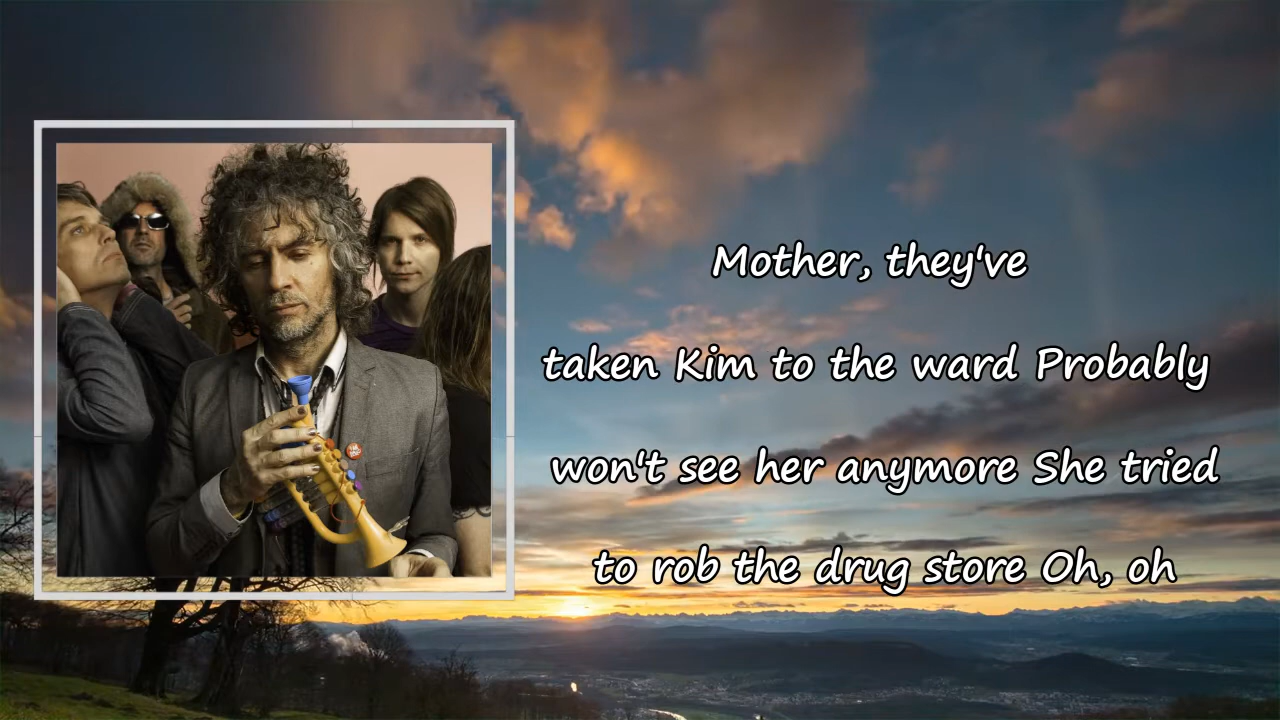 Mother, they've
taken Kim to the ward Probably
won't see her anymore She tried
to rob the drug store Oh, oh